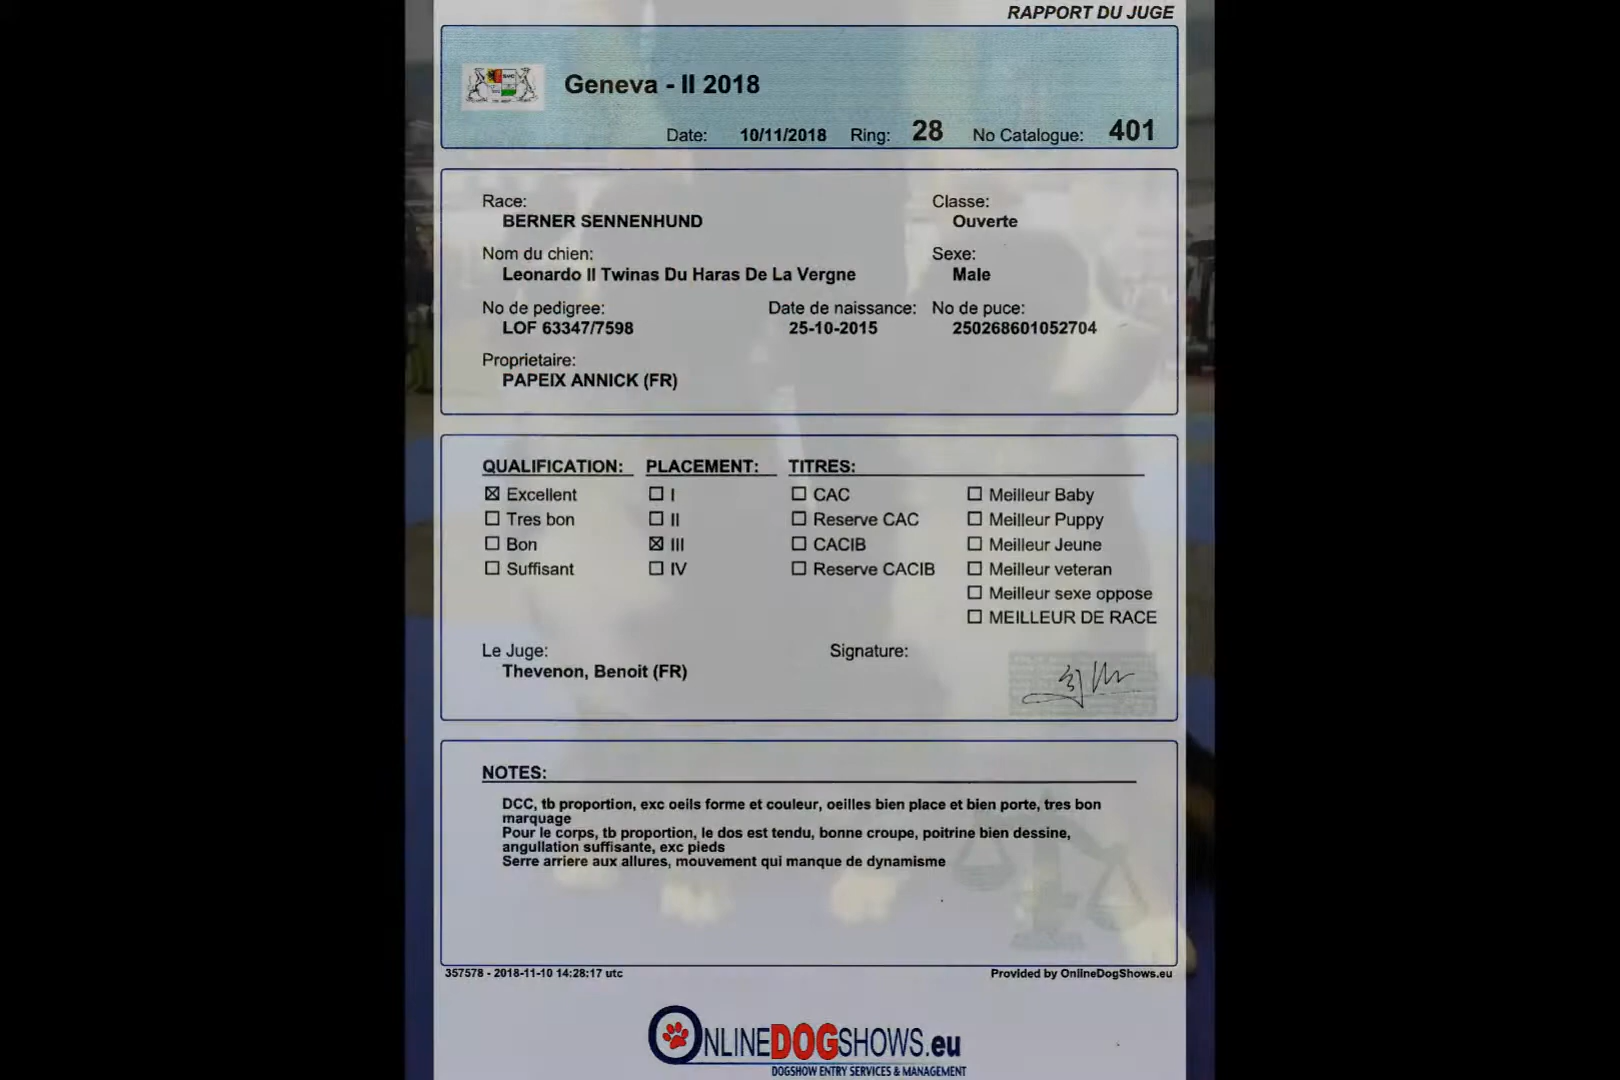 RAPPORT DU JUGE
Geneva - II 2018
Date: 10/11/2018 Ring: 28 No Catalogue: 401
Race: Classe:
BERNER SENNENHUND Ouverte
Nom du chien: Sexe:
Leonardo II Twinas Du Haras De La Vergne Male
No de pedigree: Date de naissance: No de puce:
LOF 63347/7598 25-10-2015 250268601052704
Proprietaire:
PAPEIX ANNICK (FR)
QUALIFICATION: PLACEMENT: TITRES:
☒ Excellent ☐ I ☐ CAC ☐ Meilleur Baby
☐ Tres bon ☐ II ☐ Reserve CAC ☐ Meilleur Puppy
☐ Bon ☒ III ☐ CACIB ☐ Meilleur Jeune
☐ Suffisant ☐ IV ☐ Reserve CACIB ☐ Meilleur veteran
☐ Meilleur sexe oppose
☐ MEILLEUR DE RACE
Le Juge: Signature:
Thevenon, Benoit (FR)
NOTES:
DCC, tb proportion, exc oeils forme et couleur, oeilles bien place et bien porte, tres bon
marquage
Pour le corps, tb proportion, le dos est tendu, bonne croupe, poitrine bien dessine,
angullation suffisante, exc pieds
Serre arriere aux allures, mouvement qui manque de dynamisme
357578 - 2018-11-10 14:28:17 utc Provided by OnlineDogShows.eu
ONLINEDOGSHOWS.eu
DOGSHOW ENTRY SERVICES & MANAGEMENT